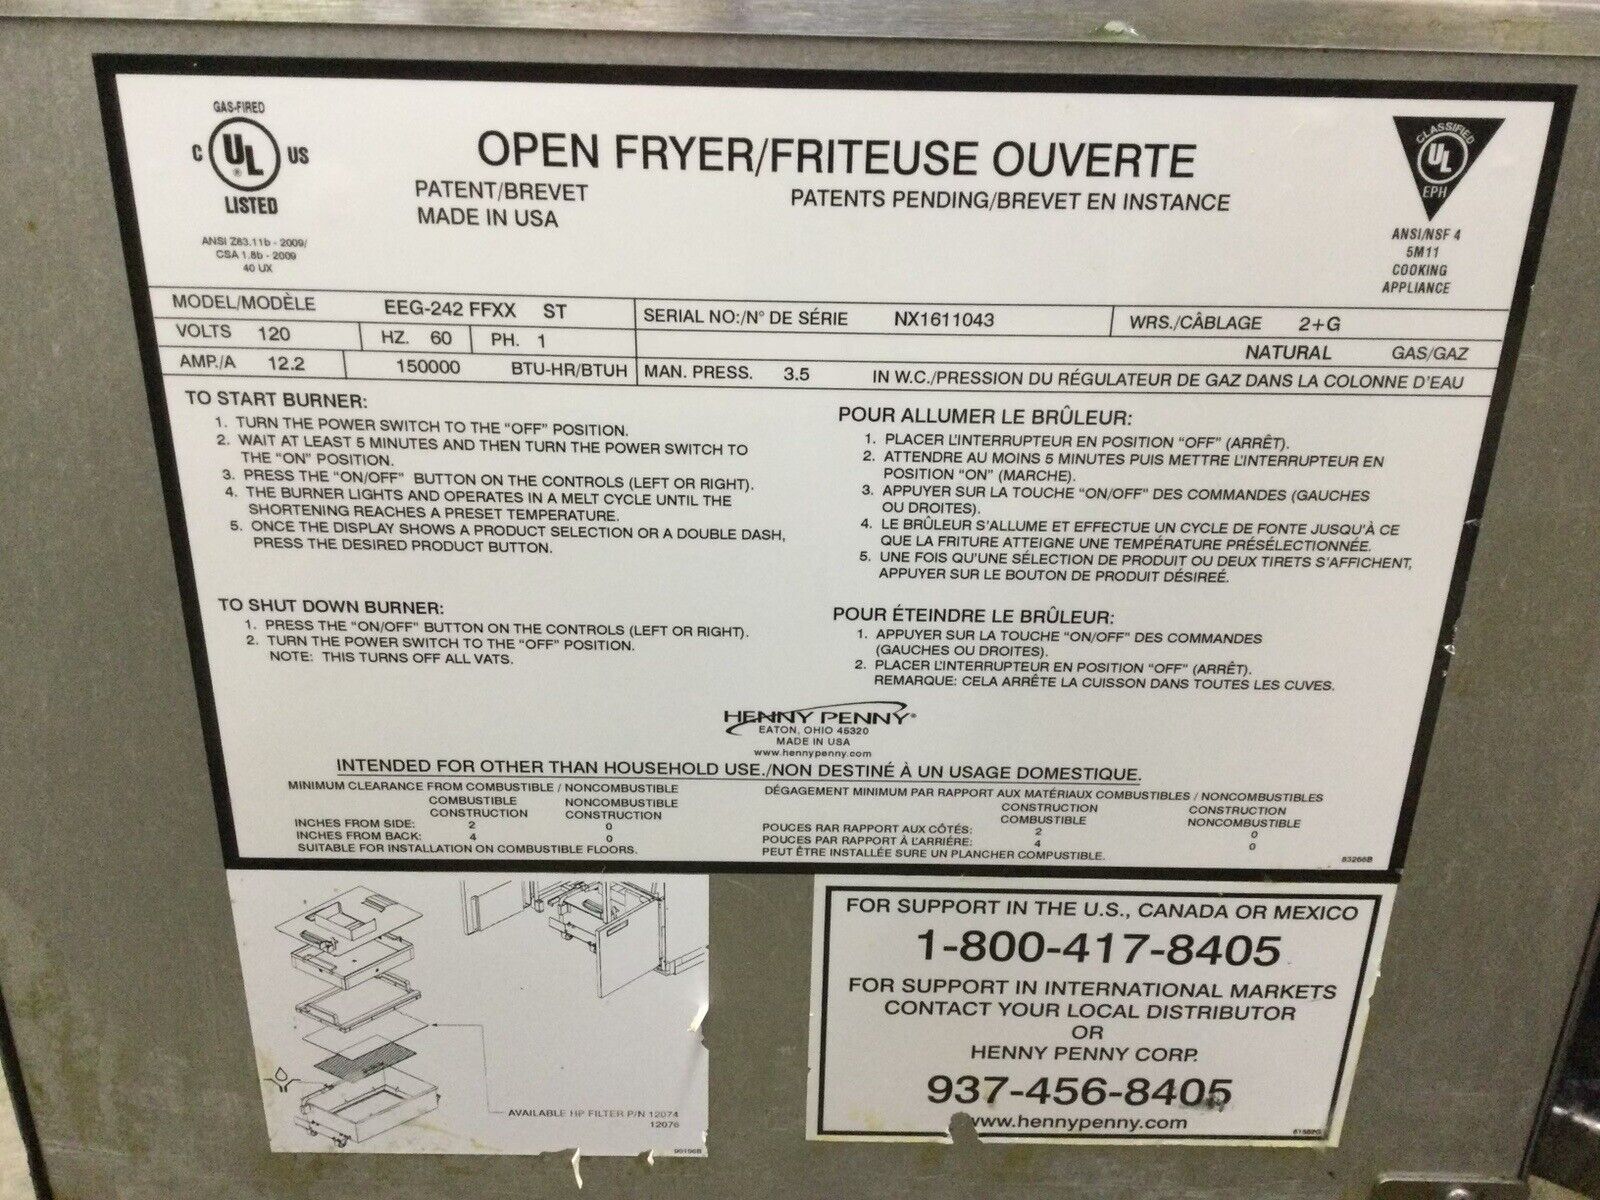 GAS-FIRED
C UL US
®
LISTED
ANSI Z83.11b - 2009/
CSA 1.8b - 2009
40 UX
OPEN FRYER/FRITEUSE OUVERTE
PATENT/BREVET
MADE IN USA
PATENTS PENDING/BREVET EN INSTANCE
CLASSIFIED
UL
EPH
ANSI/NSF 4
5M11
COOKING
APPLIANCE
MODEL/MODÈLE EEG-242 FFXX ST SERIAL NO:/N° DE SÉRIE NX1611043 WRS./CÂBLAGE 2+G
VOLTS 120 HZ. 60 PH. 1 NATURAL GAS/GAZ
AMP./A 12.2 150000 BTU-HR/BTUH MAN. PRESS. 3.5 IN W.C./PRESSION DU RÉGULATEUR DE GAZ DANS LA COLONNE D'EAU
TO START BURNER:
1. TURN THE POWER SWITCH TO THE "OFF" POSITION.
2. WAIT AT LEAST 5 MINUTES AND THEN TURN THE POWER SWITCH TO
THE "ON" POSITION.
3. PRESS THE "ON/OFF" BUTTON ON THE CONTROLS (LEFT OR RIGHT).
4. THE BURNER LIGHTS AND OPERATES IN A MELT CYCLE UNTIL THE
SHORTENING REACHES A PRESET TEMPERATURE.
5. ONCE THE DISPLAY SHOWS A PRODUCT SELECTION OR A DOUBLE DASH,
PRESS THE DESIRED PRODUCT BUTTON.
TO SHUT DOWN BURNER:
1. PRESS THE "ON/OFF" BUTTON ON THE CONTROLS (LEFT OR RIGHT).
2. TURN THE POWER SWITCH TO THE "OFF" POSITION.
NOTE: THIS TURNS OFF ALL VATS.
POUR ALLUMER LE BRÛLEUR:
1. PLACER L'INTERRUPTEUR EN POSITION "OFF" (ARRÊT).
2. ATTENDRE AU MOINS 5 MINUTES PUIS METTRE L'INTERRUPTEUR EN
POSITION "ON" (MARCHE).
3. APPUYER SUR LA TOUCHE "ON/OFF" DES COMMANDES (GAUCHES
OU DROITES).
4. LE BRÛLEUR S'ALLUME ET EFFECTUE UN CYCLE DE FONTE JUSQU'À CE
QUE LA FRITURE ATTEIGNE UNE TEMPÉRATURE PRÉSÉLECTIONNÉE.
5. UNE FOIS QU'UNE SÉLECTION DE PRODUIT OU DEUX TIRETS S'AFFICHENT,
APPUYER SUR LE BOUTON DE PRODUIT DÉSIREÉ.
POUR ÉTEINDRE LE BRÛLEUR:
1. APPUYER SUR LA TOUCHE "ON/OFF" DES COMMANDES
(GAUCHES OU DROITES).
2. PLACER L'INTERRUPTEUR EN POSITION "OFF" (ARRÊT).
REMARQUE: CELA ARRÊTE LA CUISSON DANS TOUTES LES CUVES.
HENNY PENNY®
EATON, OHIO 45320
MADE IN USA
www.hennypenny.com
INTENDED FOR OTHER THAN HOUSEHOLD USE./NON DESTINÉ À UN USAGE DOMESTIQUE.
MINIMUM CLEARANCE FROM COMBUSTIBLE / NONCOMBUSTIBLE
COMBUSTIBLE NONCOMBUSTIBLE
CONSTRUCTION CONSTRUCTION
INCHES FROM SIDE: 2 0
INCHES FROM BACK: 4 0
SUITABLE FOR INSTALLATION ON COMBUSTIBLE FLOORS.
DÉGAGEMENT MINIMUM PAR RAPPORT AUX MATÉRIAUX COMBUSTIBLES / NONCOMBUSTIBLES
CONSTRUCTION CONSTRUCTION
COMBUSTIBLE NONCOMBUSTIBLE
POUCES RAR RAPPORT AUX CÔTÉS: 2 0
POUCES PAR RAPPORT À L'ARRIÉRE: 4 0
PEUT ÊTRE INSTALLÉE SURE UN PLANCHER COMPUSTIBLE.
83266B
AVAILABLE HP FILTER P/N 12074
12076
90196B
FOR SUPPORT IN THE U.S., CANADA OR MEXICO
1-800-417-8405
FOR SUPPORT IN INTERNATIONAL MARKETS
CONTACT YOUR LOCAL DISTRIBUTOR
OR
HENNY PENNY CORP.
937-456-8405
www.hennypenny.com